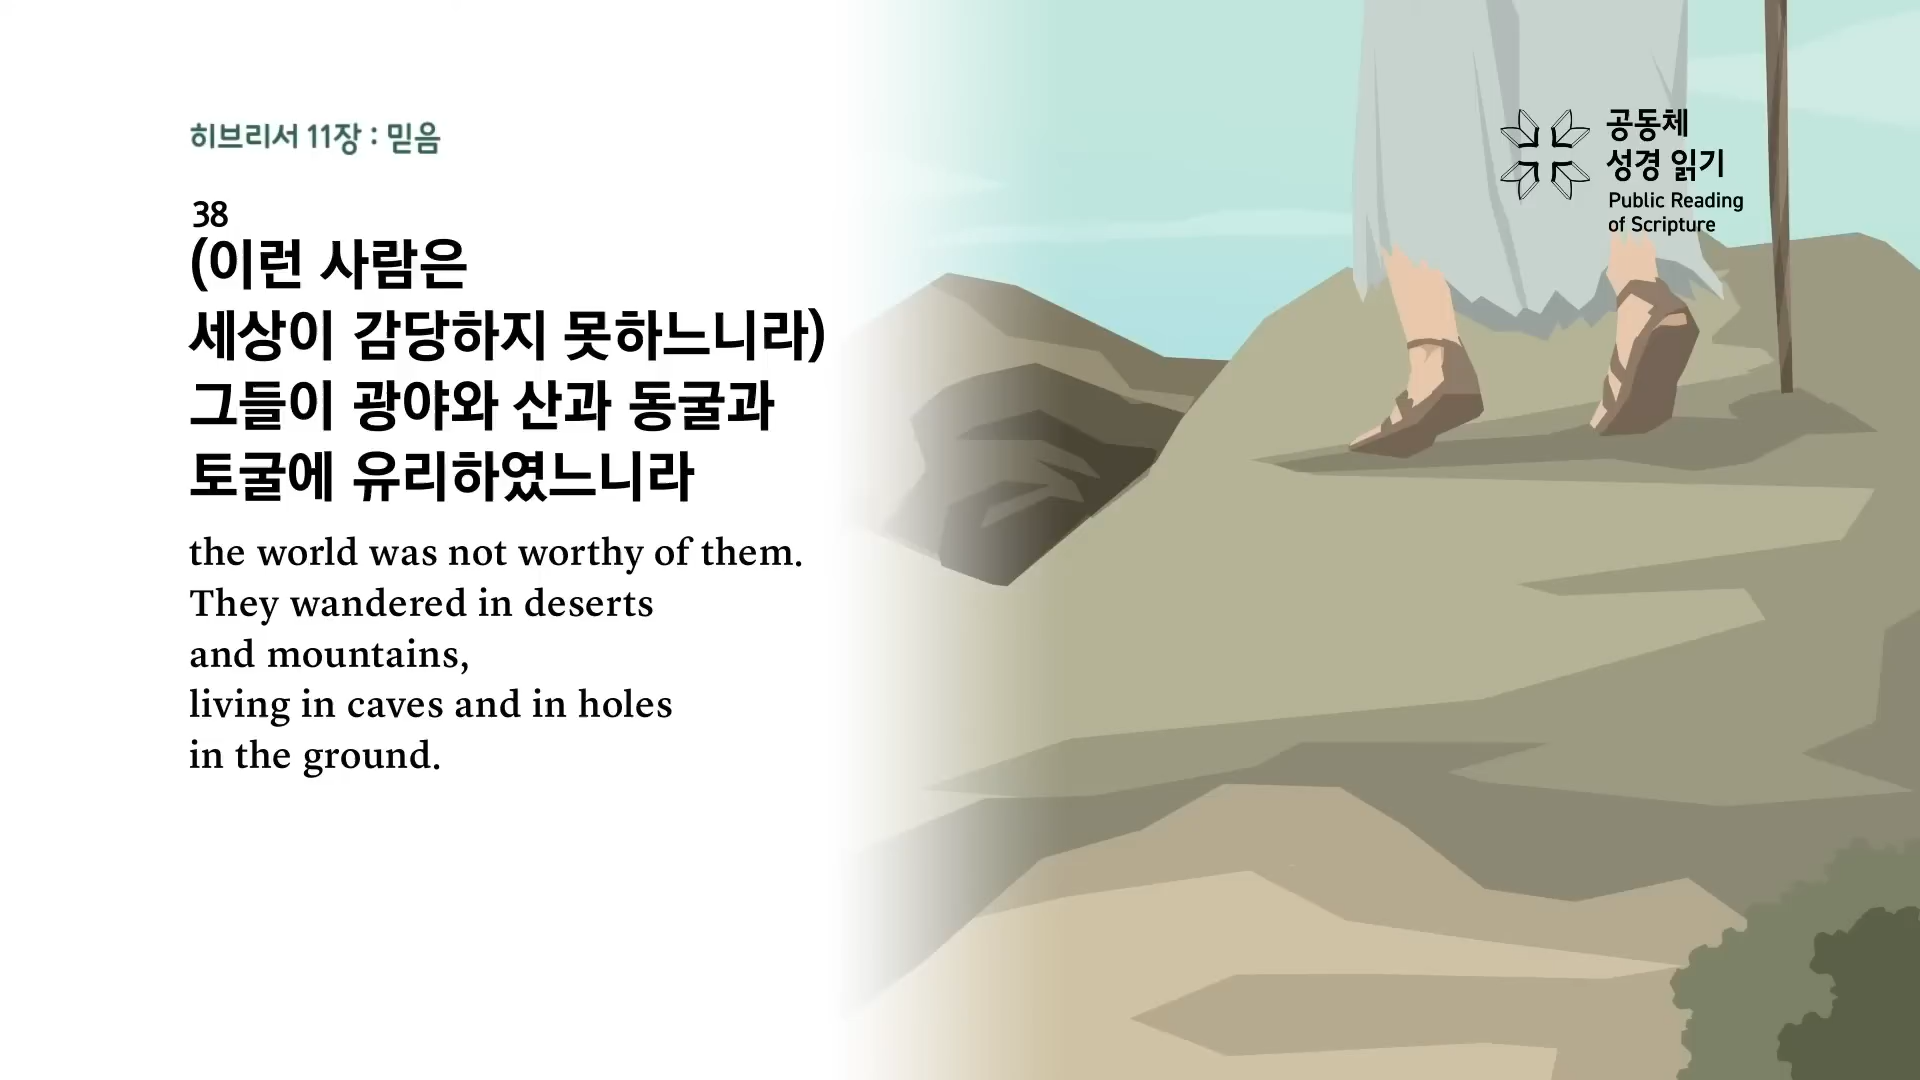 히브리서 11장 : 믿음
38
(이런 사람은
세상이 감당하지 못하느니라)
그들이 광야와 산과 동굴과
토굴에 유리하였느니라
the world was not worthy of them.
They wandered in deserts
and mountains,
living in caves and in holes
in the ground.
공동체
성경 읽기
Public Reading
of Scripture